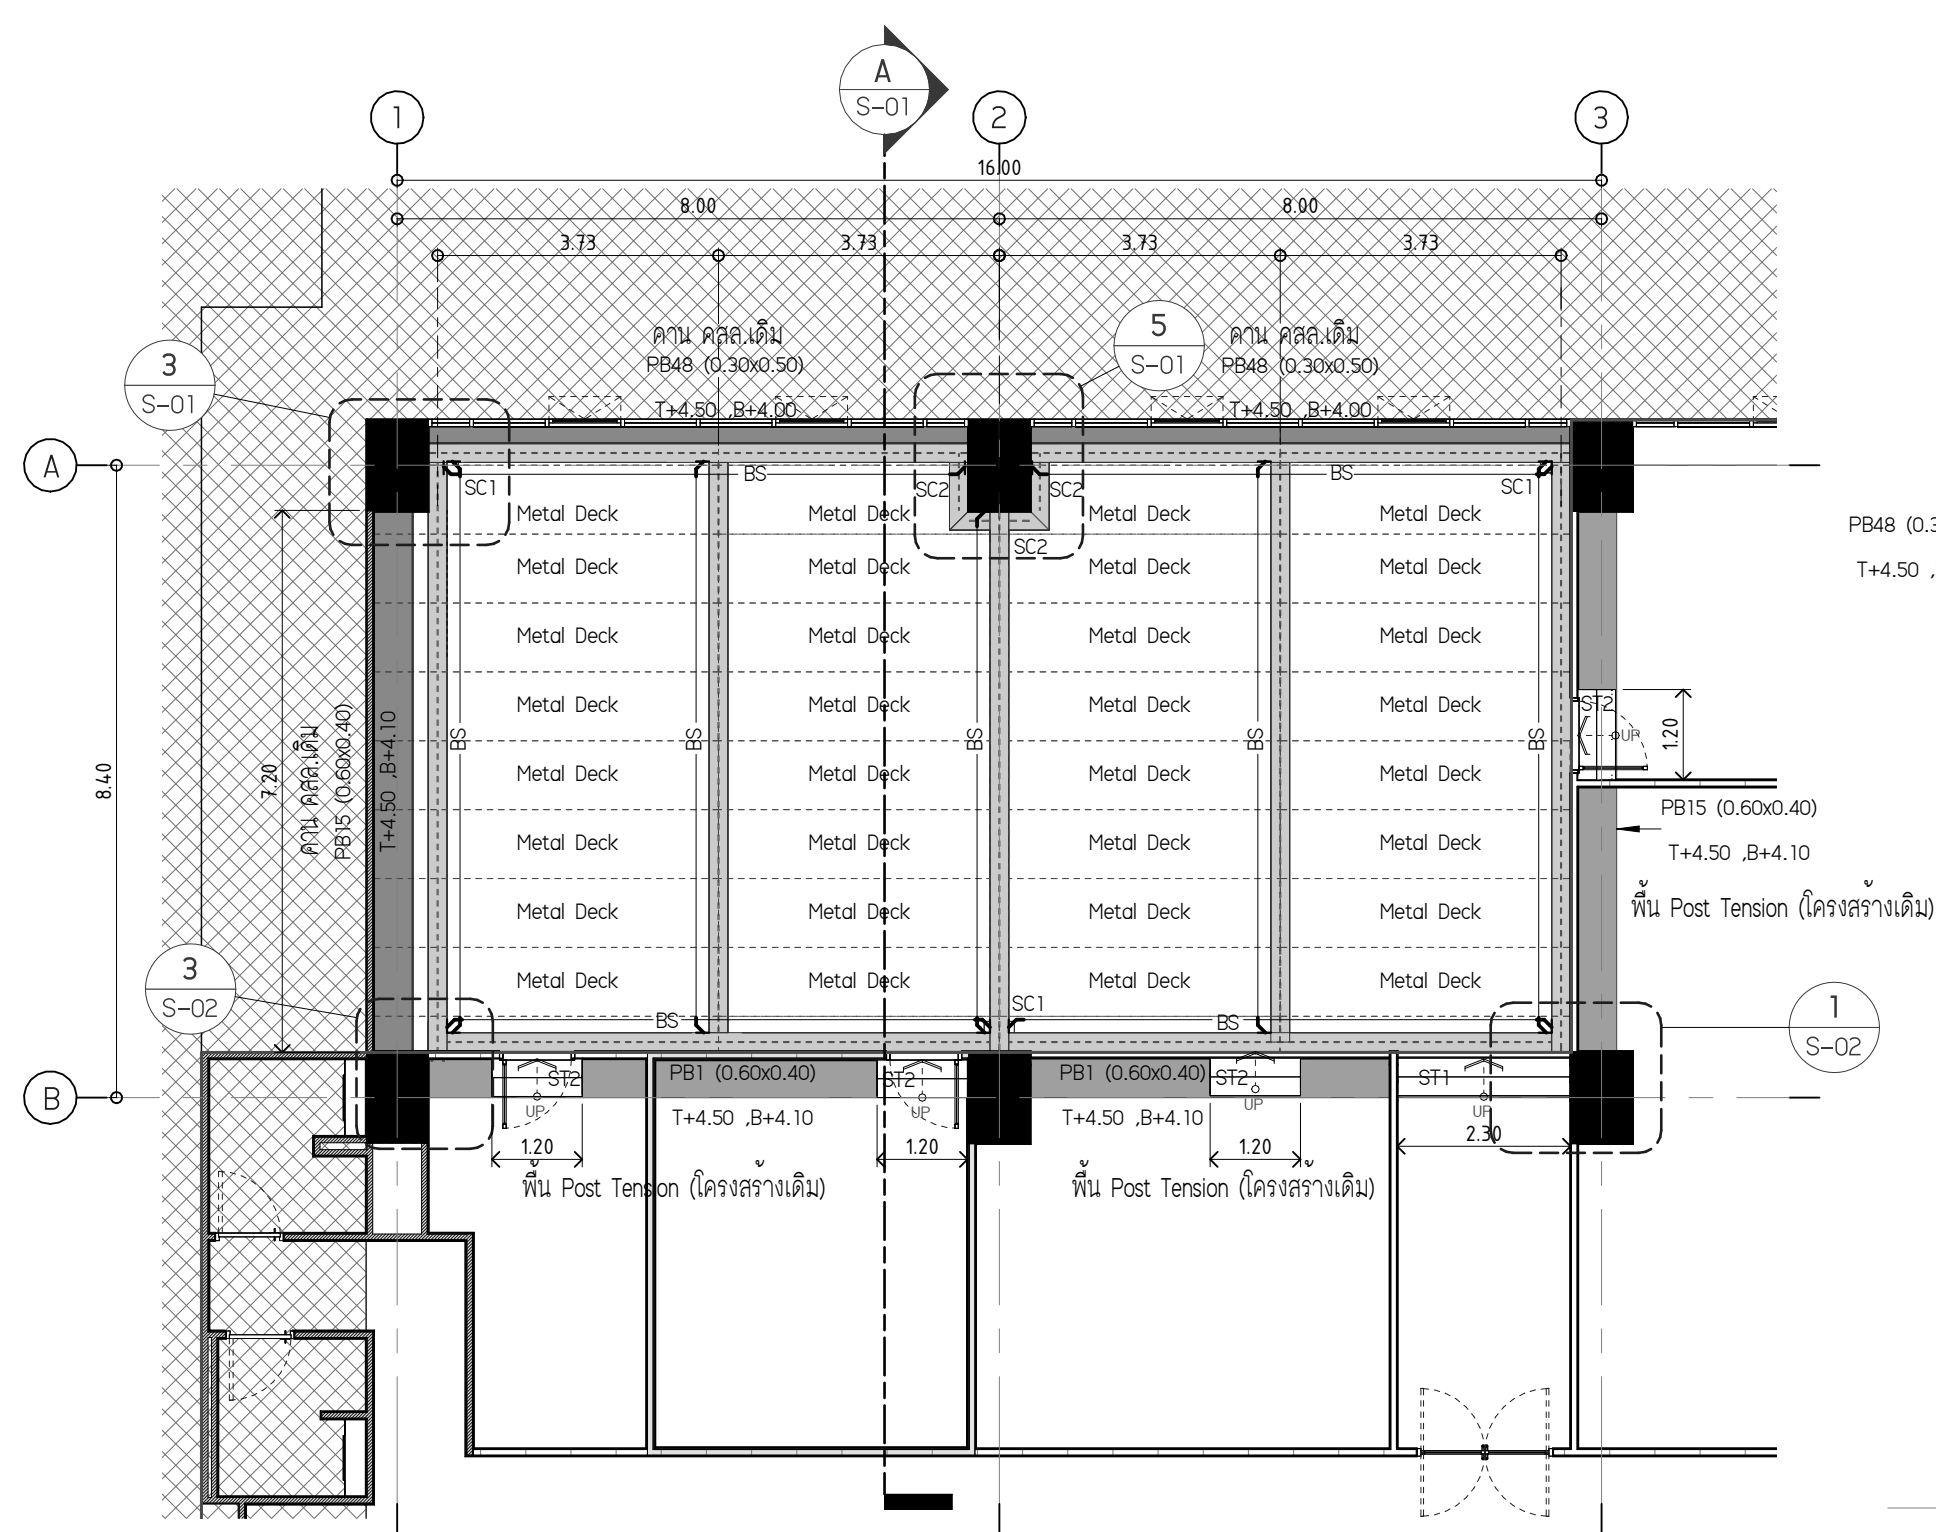 A
S-01
1
2
3
16.00
8.00
8.00
3.73
3.73
3.73
3.73
คาน คสล.เดิม
PB48 (0.30x0.50)
T+4.50 ,B+4.00
5
S-01
คาน คสล.เดิม
PB48 (0.30x0.50)
T+4.50 ,B+4.00
3
S-01
A
SC1
BS
SC2
SC2
BS
SC1
SC2
Metal Deck
Metal Deck
Metal Deck
Metal Deck
PB48 (0.3
T+4.50 ,
Metal Deck
Metal Deck
Metal Deck
Metal Deck
Metal Deck
Metal Deck
Metal Deck
Metal Deck
Metal Deck
Metal Deck
Metal Deck
Metal Deck
BS
BS
BS
BS
BS
ST2
UP
1.20
8.40
7.20
คาน คสล.เดิม
PB15 (0.60x0.40)
T+4.50 ,B+4.10
Metal Deck
Metal Deck
Metal Deck
Metal Deck
PB15 (0.60x0.40)
T+4.50 ,B+4.10
Metal Deck
Metal Deck
Metal Deck
Metal Deck
พื้น Post Tension (โครงสร้างเดิม)
Metal Deck
Metal Deck
Metal Deck
Metal Deck
Metal Deck
Metal Deck
Metal Deck
Metal Deck
3
S-02
SC1
BS
BS
1
S-02
B
ST2
UP
PB1 (0.60x0.40)
T+4.50 ,B+4.10
ST2
UP
PB1 (0.60x0.40)
T+4.50 ,B+4.10
ST2
UP
ST1
UP
1.20
1.20
1.20
2.30
พื้น Post Tension (โครงสร้างเดิม)
พื้น Post Tension (โครงสร้างเดิม)